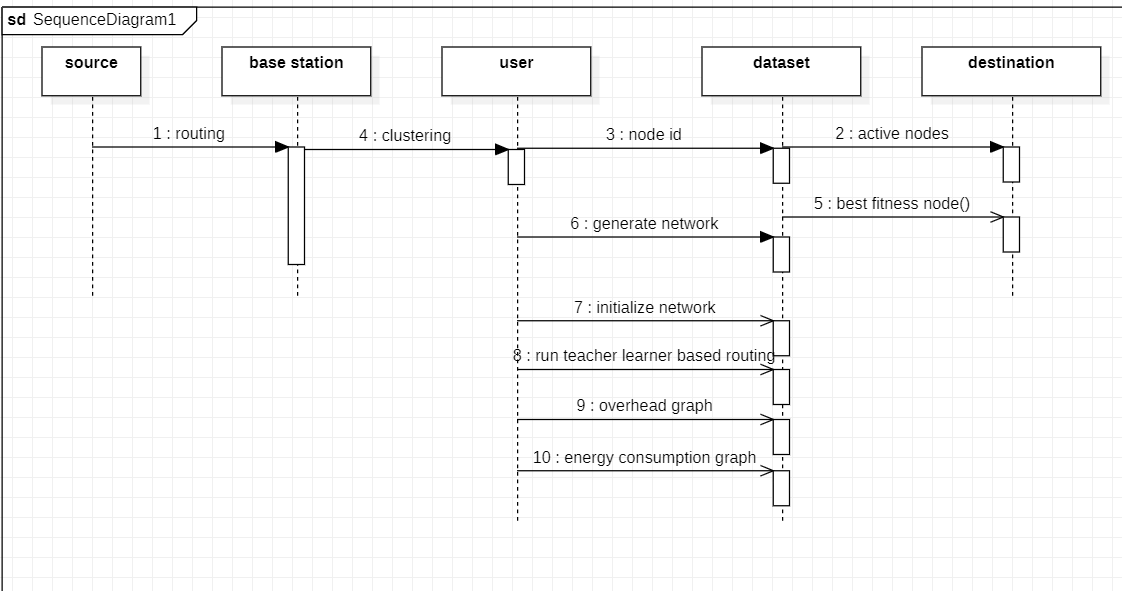 sd SequenceDiagram1
source
base station
user
dataset
destination
1 : routing
4 : clustering
3 : node id
2 : active nodes
5 : best fitness node()
6 : generate network
7 : initialize network
8 : run teacher learner based routing
9 : overhead graph
10 : energy consumption graph